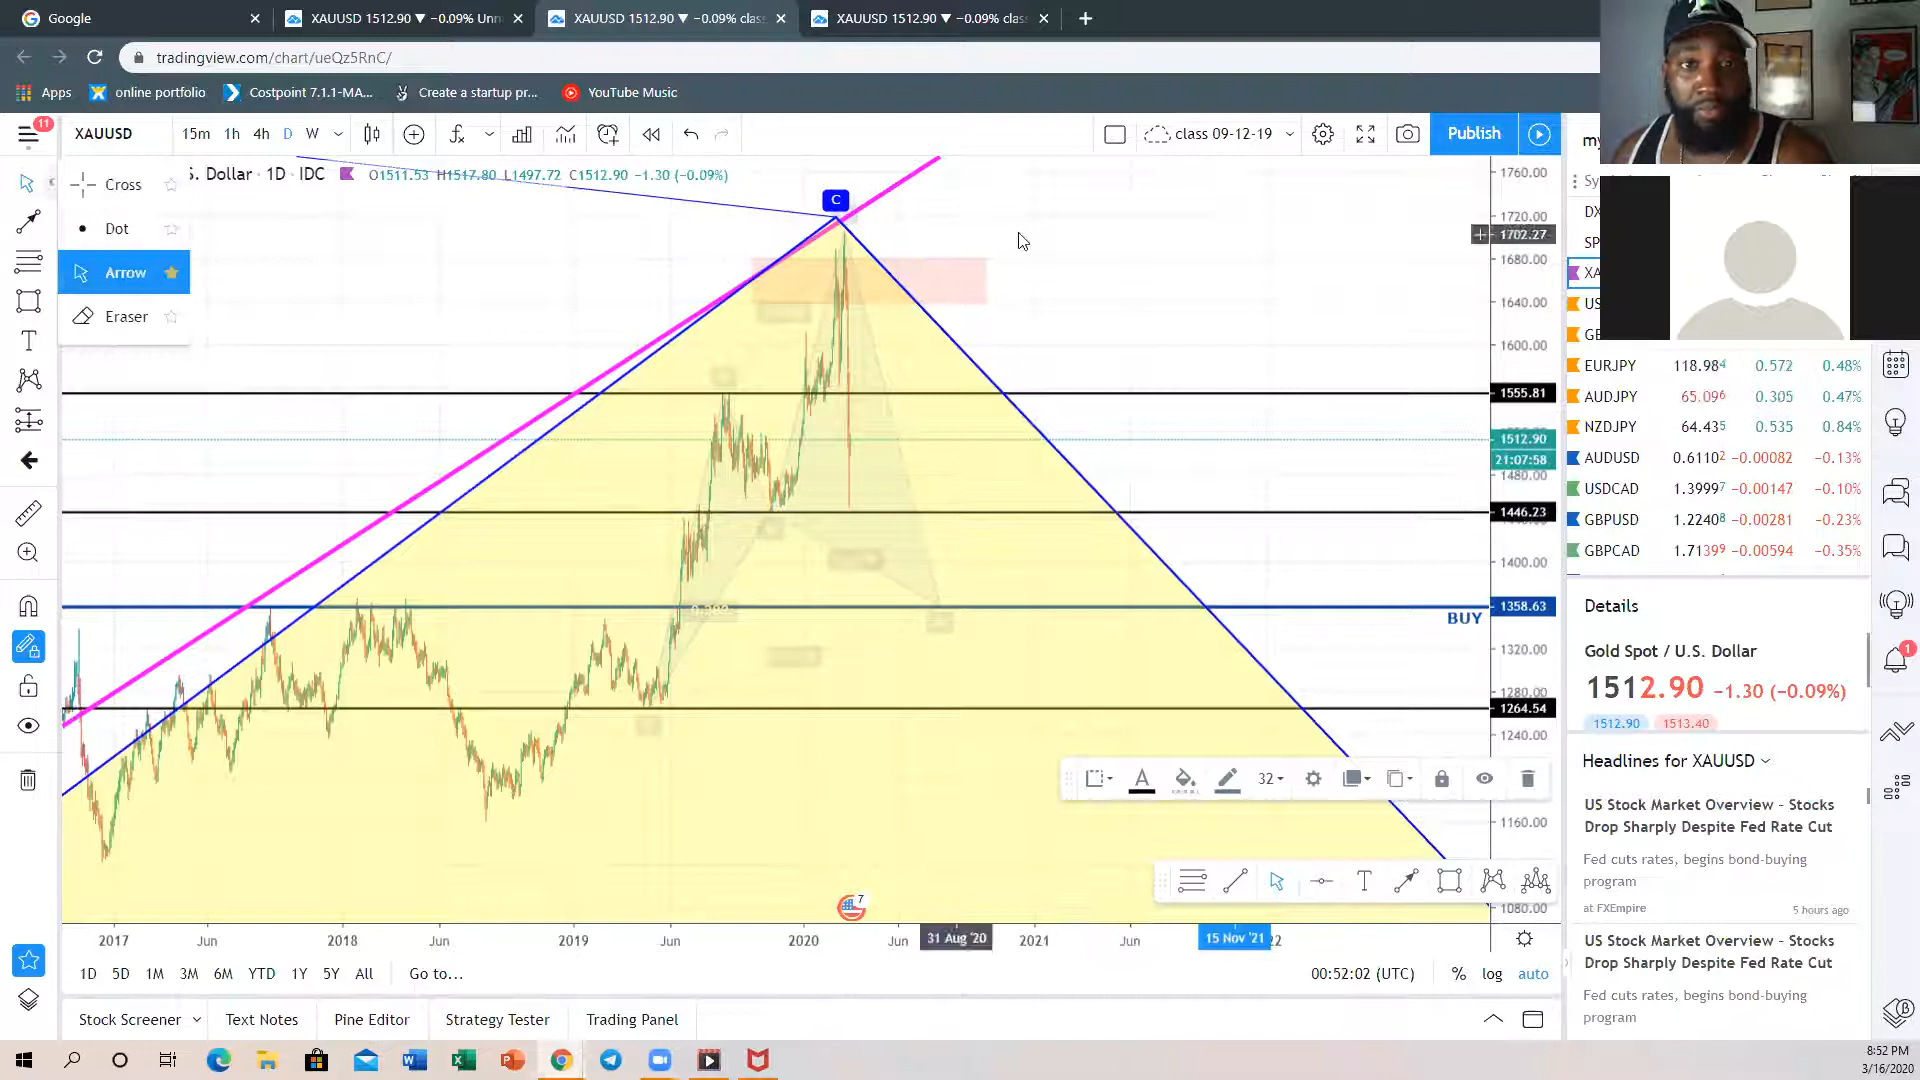 Google
XAUUSD 1512.90 ▼ −0.09% Unn
XAUUSD 1512.90 ▼ −0.09% clas
XAUUSD 1512.90 ▼ −0.09% clas
tradingview.com/chart/ueQz5RnC/
Apps
online portfolio
Costpoint 7.1.1-MA...
Create a startup pr...
YouTube Music
11
XAUUSD
15m 1h 4h D W
class 09-12-19
Publish
my
Cross
Dot
Arrow
Eraser
S. Dollar · 1D · IDC
O1511.53 H1517.80 L1497.72 C1512.90 −1.30 (−0.09%)
C
BUY
1760.00
1720.00
1702.27
1680.00
1640.00
1600.00
1555.81
1512.90
21:07:58
1480.00
1446.23
1400.00
1358.63
1320.00
1280.00
1264.54
1240.00
1160.00
1080.00
32
7
2017 Jun 2018 Jun 2019 Jun 2020 Jun 31 Aug '20 2021 Jun 15 Nov '21 22
1D 5D 1M 3M 6M YTD 1Y 5Y All Go to...
00:52:02 (UTC) % log auto
Stock Screener
Text Notes
Pine Editor
Strategy Tester
Trading Panel
Sy
DX
SP
XA
US
GE
EURJPY 118.984 0.572 0.48%
AUDJPY 65.096 0.305 0.47%
NZDJPY 64.435 0.535 0.84%
AUDUSD 0.61102 −0.00082 −0.13%
USDCAD 1.39997 −0.00147 −0.10%
GBPUSD 1.22408 −0.00281 −0.23%
GBPCAD 1.71399 −0.00594 −0.35%
Details
Gold Spot / U.S. Dollar
1512.90 −1.30 (−0.09%)
1512.90 1513.40
Headlines for XAUUSD
US Stock Market Overview - Stocks
Drop Sharply Despite Fed Rate Cut
Fed cuts rates, begins bond-buying
program
at FXEmpire 5 hours ago
US Stock Market Overview - Stocks
Drop Sharply Despite Fed Rate Cut
Fed cuts rates, begins bond-buying
program
1
8:52 PM
3/16/2020